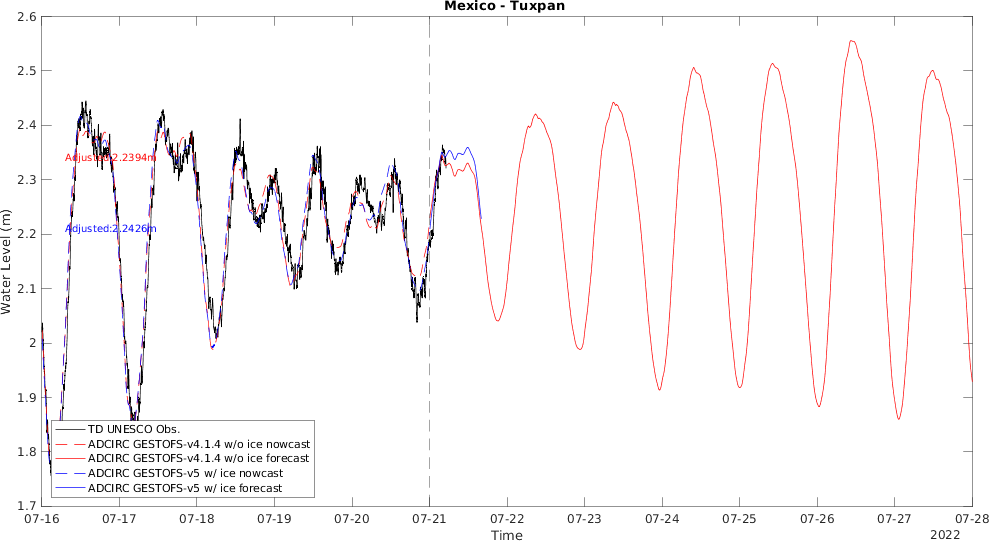 Mexico - Tuxpan
2.6
2.5
2.4
2.3
2.2
2.1
2
1.9
1.8
1.7
Water Level (m)
Adjusted:2.2394m
Adjusted:2.2426m
TD UNESCO Obs.
ADCIRC GESTOFS-v4.1.4 w/o ice nowcast
ADCIRC GESTOFS-v4.1.4 w/o ice forecast
ADCIRC GESTOFS-v5 w/ ice nowcast
ADCIRC GESTOFS-v5 w/ ice forecast
07-16 07-17 07-18 07-19 07-20 07-21 07-22 07-23 07-24 07-25 07-26 07-27 07-28
Time
2022